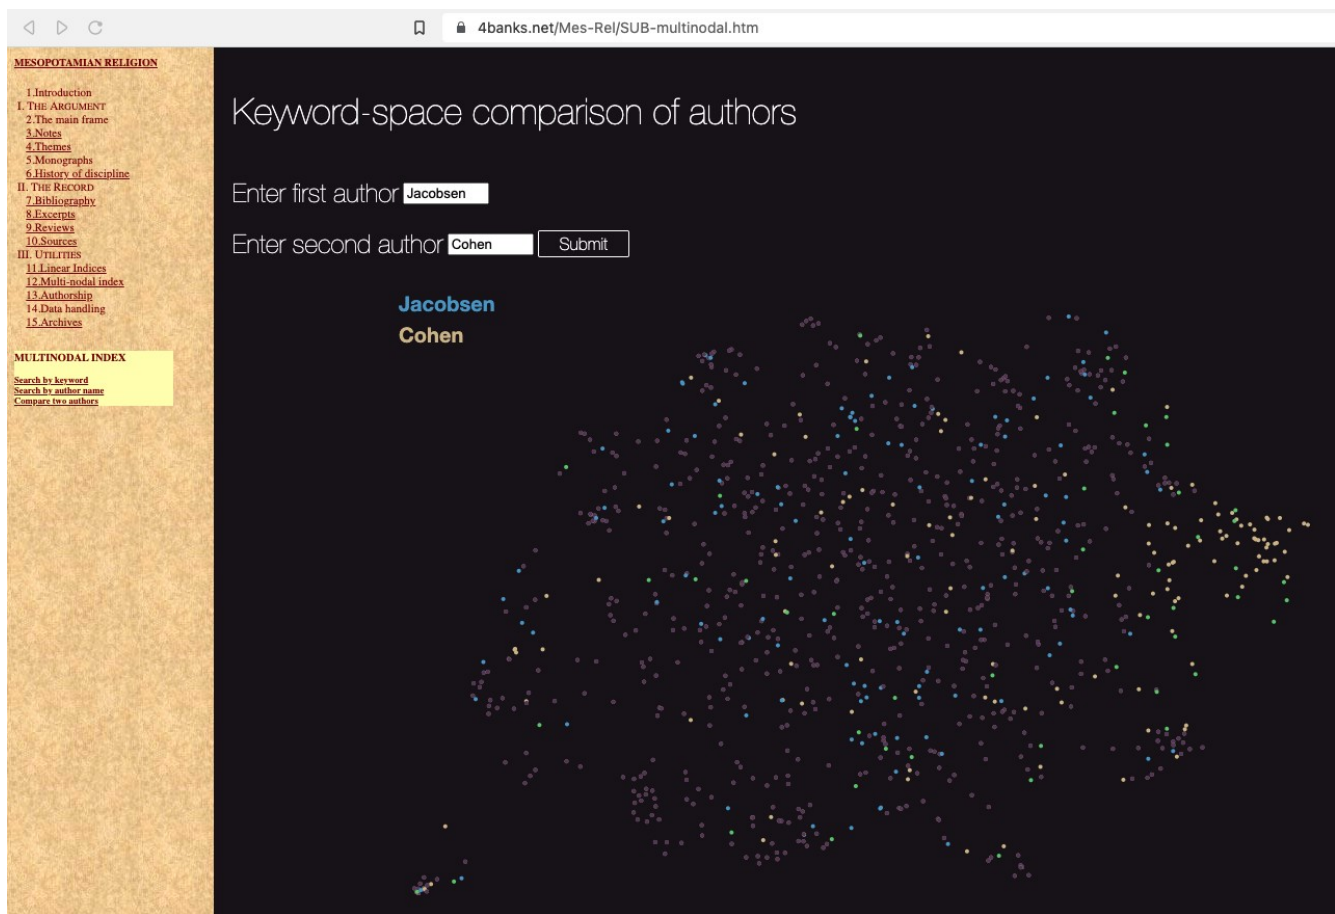 4banks.net/Mes-Rel/SUB-multinodal.htm
MESOPOTAMIAN RELIGION
1.Introduction
I. THE ARGUMENT
2.The main frame
3.Notes
4.Themes
5.Monographs
6.History of discipline
II. THE RECORD
7.Bibliography
8.Excerpts
9.Reviews
10.Sources
III. UTILITIES
11.Linear Indices
12.Multi-nodal index
13.Authorship
14.Data handling
15.Archives
MULTINODAL INDEX
Search by keyword
Search by author name
Compare two authors
Keyword-space comparison of authors
Enter first author Jacobsen
Enter second author Cohen Submit
Jacobsen
Cohen